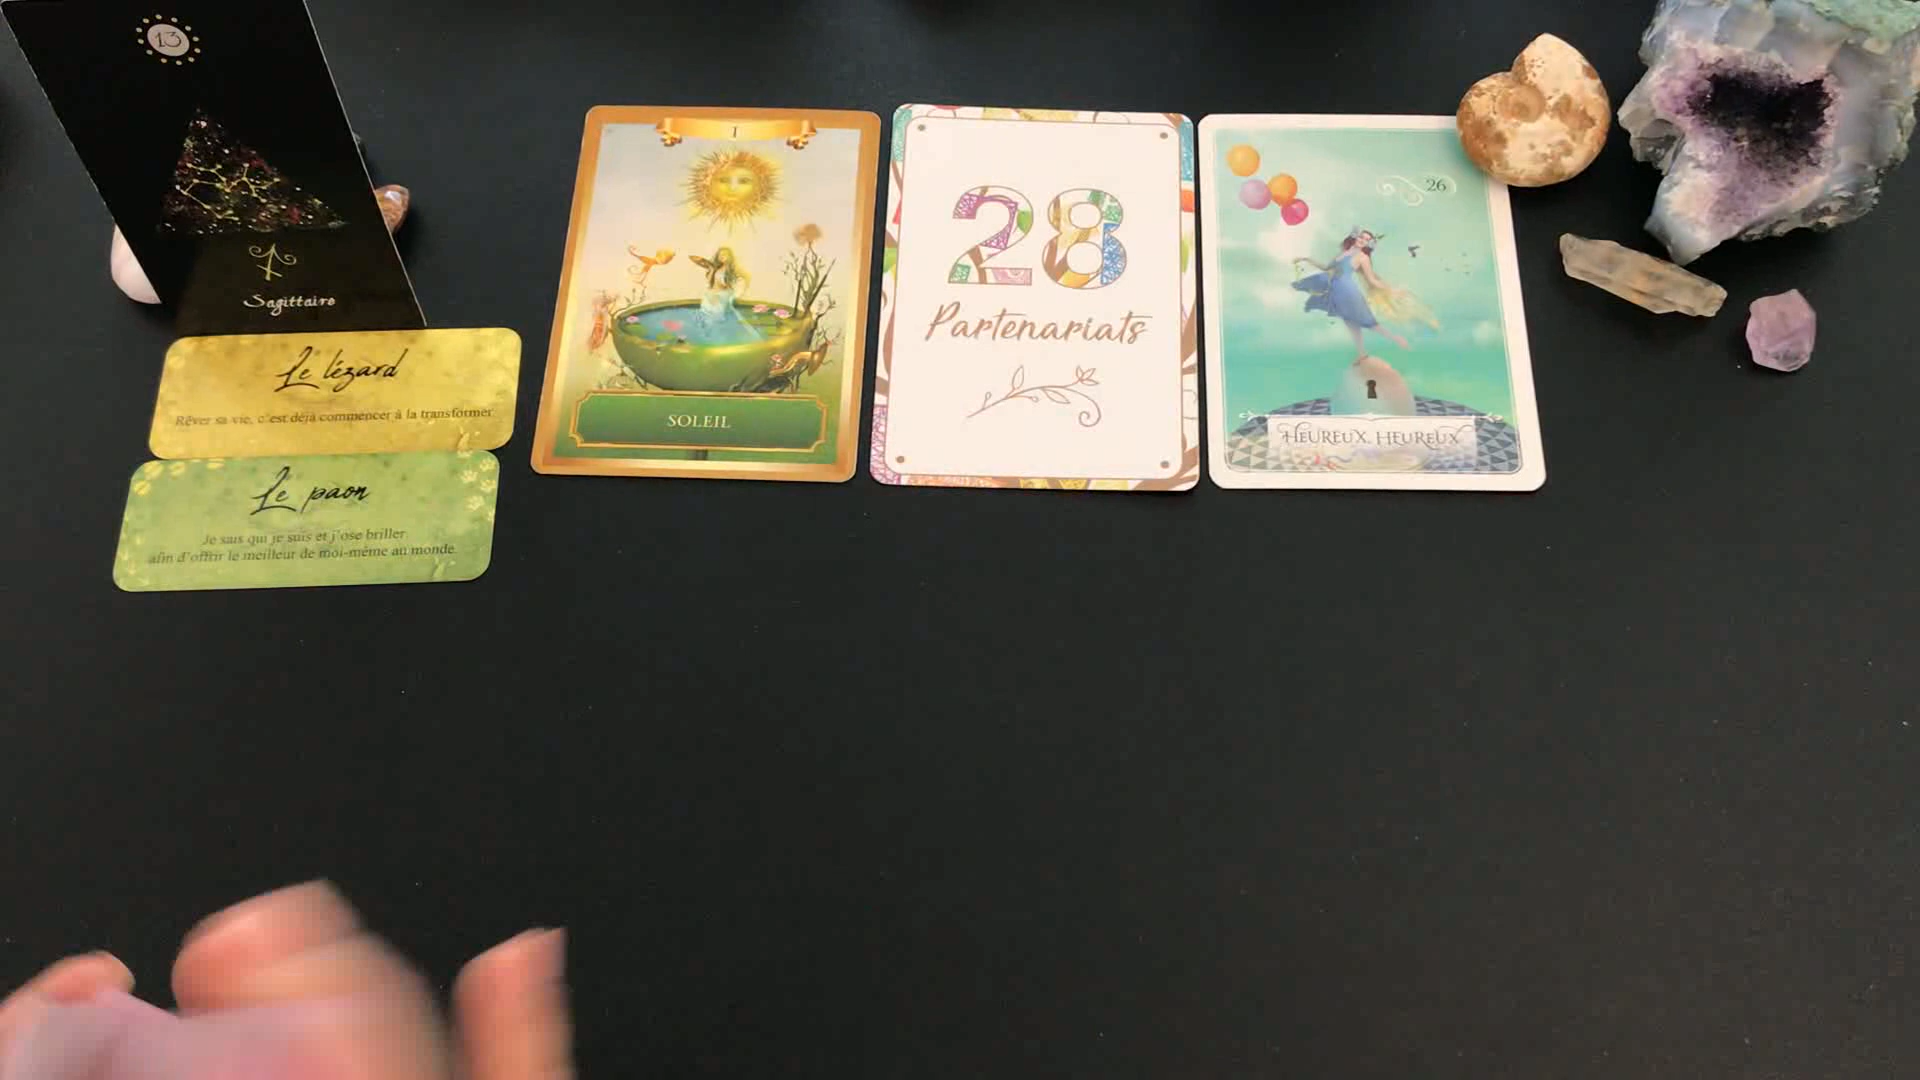 13
Sagittaire
Le lézard
Rêver sa vie, c'est déjà commencer à la transformer
Le paon
Je sais qui je suis et j'ose briller
afin d'offrir le meilleur de moi-même au monde.
I
SOLEIL
28
Partenariats
26
HEUREUX, HEUREUX